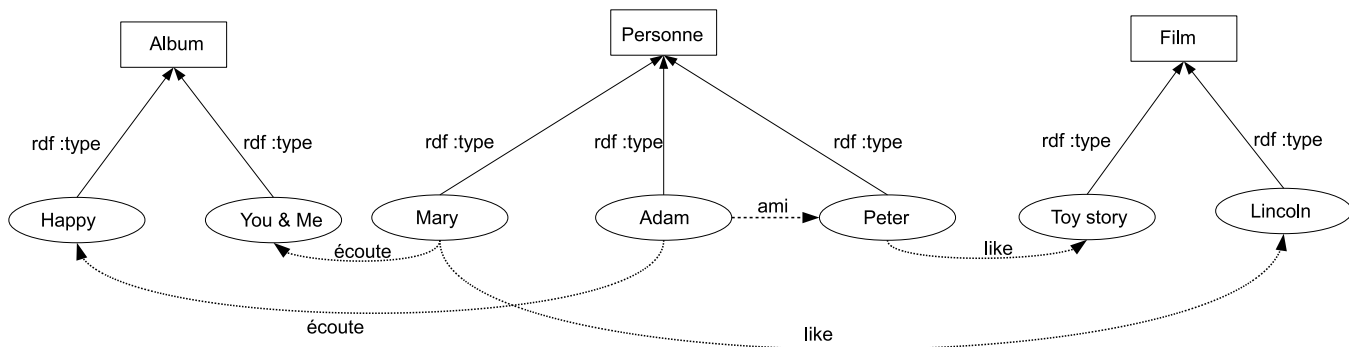 Album
Personne
Film
rdf :type
rdf :type
rdf :type
rdf :type
rdf :type
rdf :type
rdf :type
Happy
You & Me
Mary
Adam
ami
Peter
Toy story
Lincoln
écoute
like
écoute
like